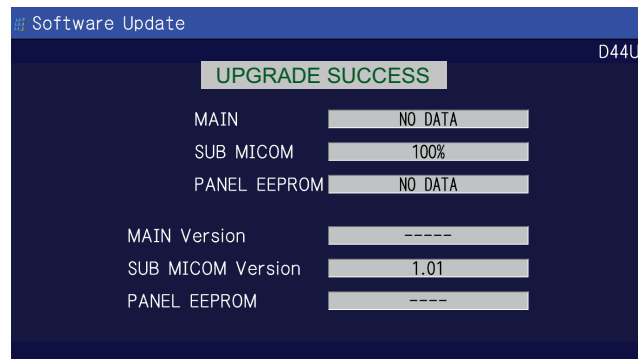 Software Update
D44U
UPGRADE SUCCESS
MAIN NO DATA
SUB MICOM 100%
PANEL EEPROM NO DATA
MAIN Version -----
SUB MICOM Version 1.01
PANEL EEPROM ----